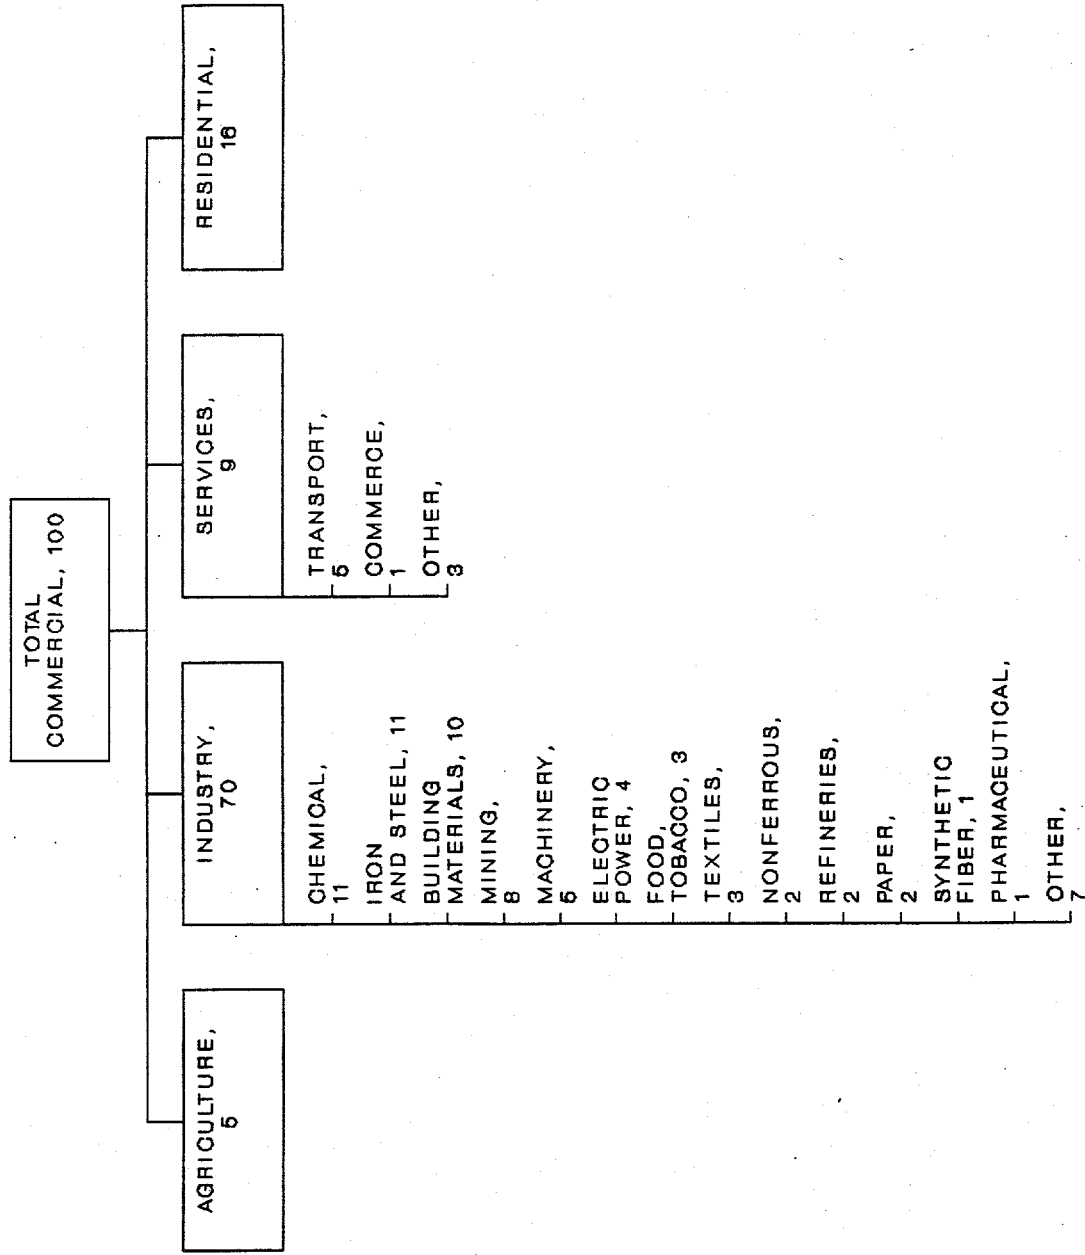 TOTAL
COMMERCIAL, 100
AGRICULTURE,
5
INDUSTRY,
70
CHEMICAL,
11
IRON
AND STEEL, 11
BUILDING
MATERIALS, 10
MINING,
8
MACHINERY,
5
ELECTRIC
POWER, 4
FOOD,
TOBACCO, 3
TEXTILES,
3
NONFERROUS,
2
REFINERIES,
2
PAPER,
2
SYNTHETIC
FIBER, 1
PHARMACEUTICAL,
1
OTHER,
7
SERVICES,
9
TRANSPORT,
5
COMMERCE,
1
OTHER,
3
RESIDENTIAL,
16